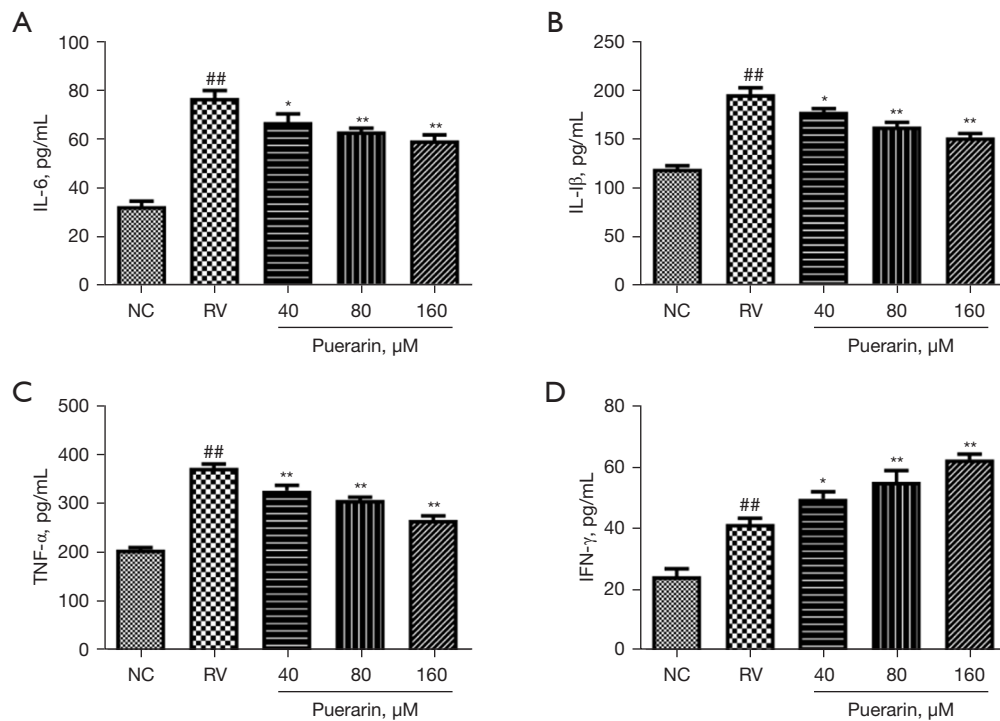 A
100
80
60
40
20
0
IL-6, pg/mL
##
*
**
**
NC RV 40 80 160
Puerarin, μM
B
250
200
150
100
50
0
IL-Iβ, pg/mL
##
*
**
**
NC RV 40 80 160
Puerarin, μM
C
500
400
300
200
100
0
TNF-α, pg/mL
##
**
**
**
NC RV 40 80 160
Puerarin, μM
D
80
60
40
20
0
IFN-γ, pg/mL
##
*
**
**
NC RV 40 80 160
Puerarin, μM